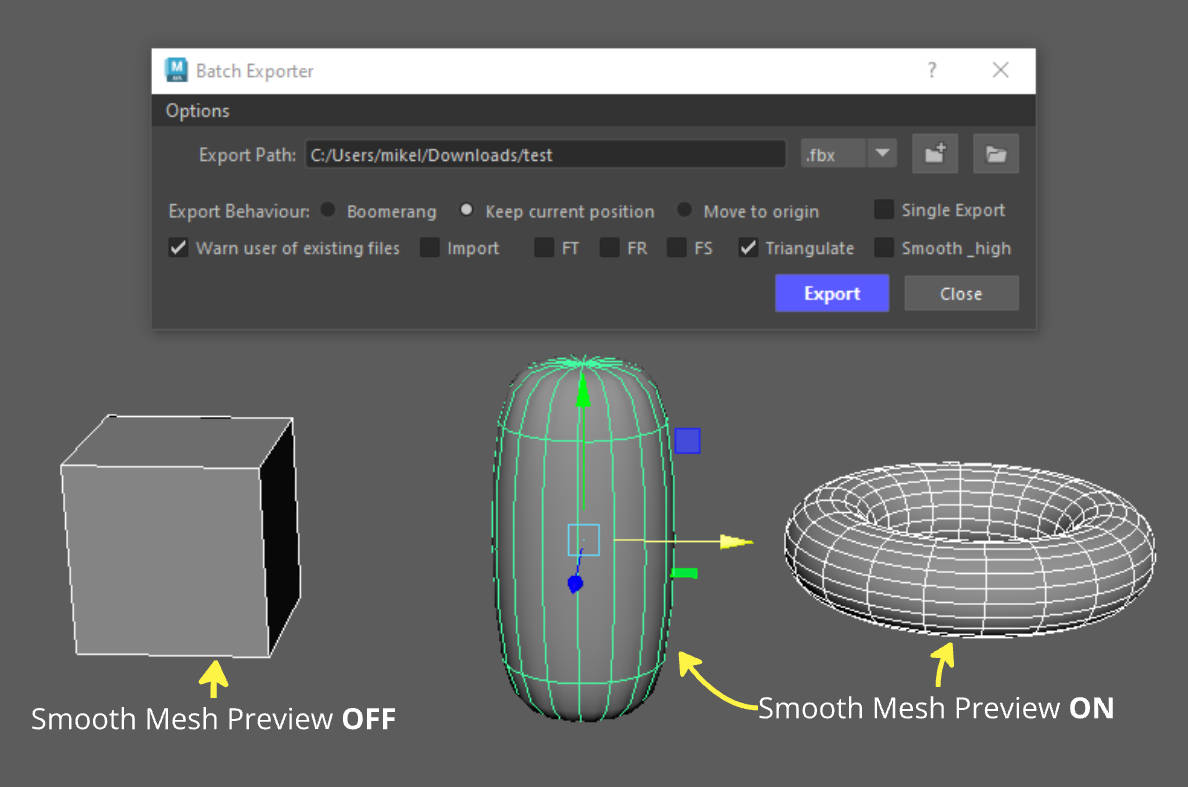 Batch Exporter ?
Options
Export Path: C:/Users/mikel/Downloads/test .fbx
Export Behaviour: Boomerang Keep current position Move to origin Single Export
Warn user of existing files Import FT FR FS Triangulate Smooth _high
Export Close
Smooth Mesh Preview OFF
Smooth Mesh Preview ON